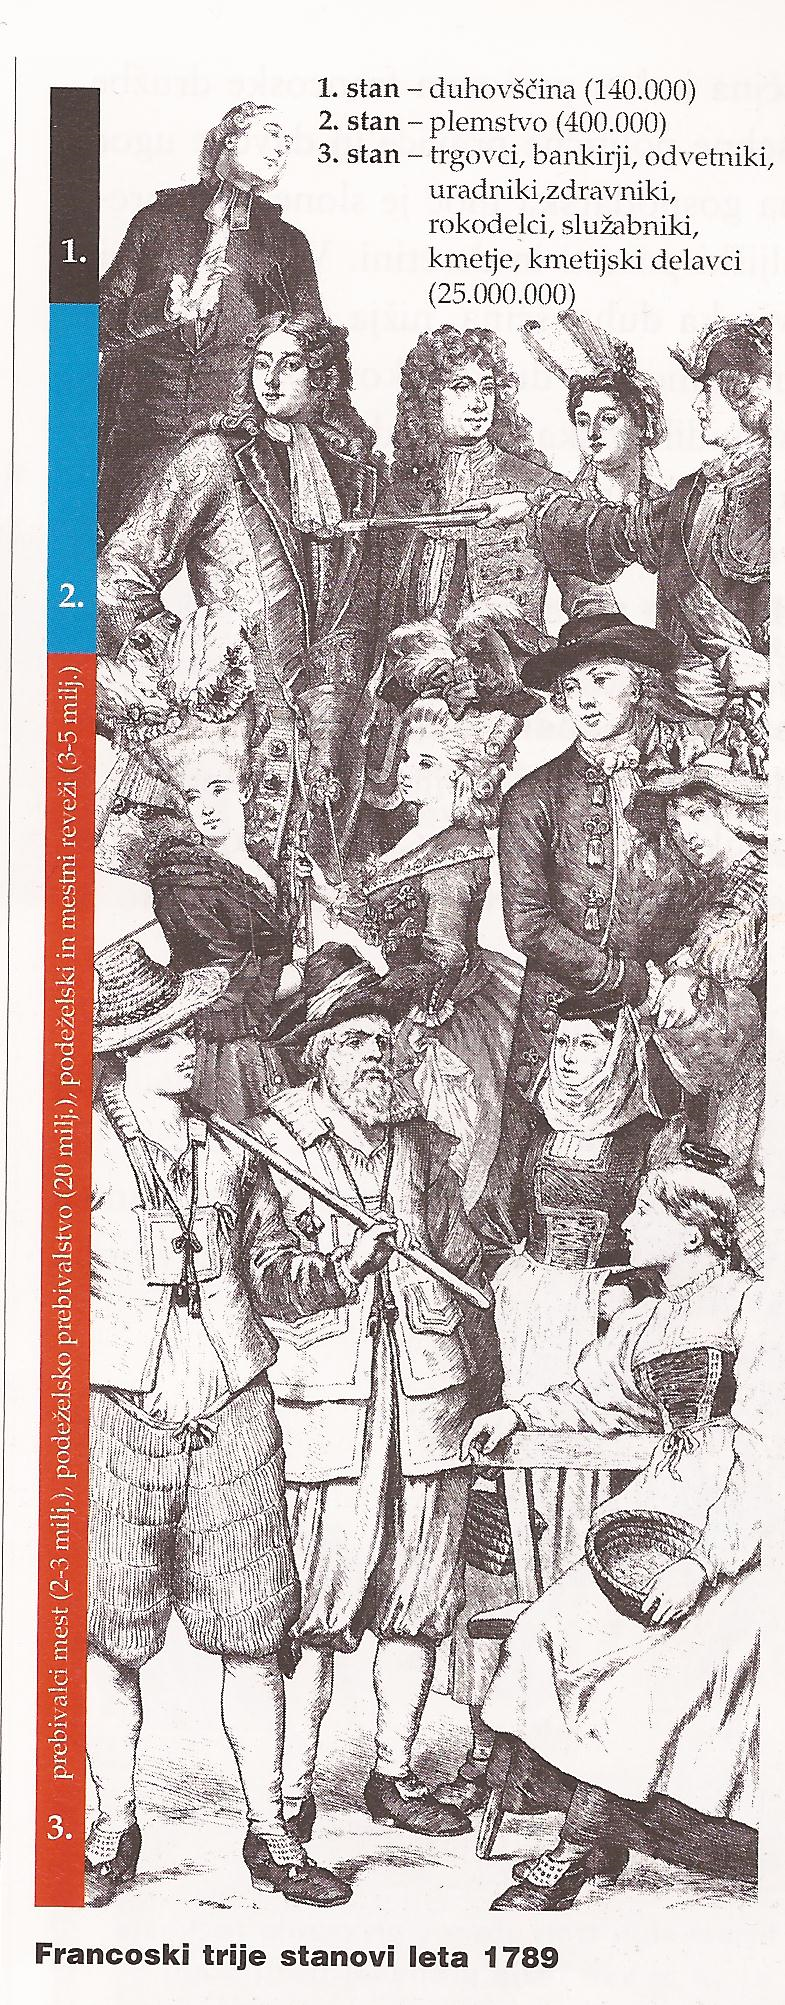 1. stan – duhovščina (140.000)
2. stan – plemstvo (400.000)
3. stan – trgovci, bankirji, odvetniki,
uradniki,zdravniki,
rokodelci, služabniki,
kmetje, kmetijski delavci
(25.000.000)
1.
2.
prebivalci mest (2-3 milj.), podeželsko prebivalstvo (20 milj.), podeželski in mestni reveži (3-5 milj.)
3.
Francoski trije stanovi leta 1789